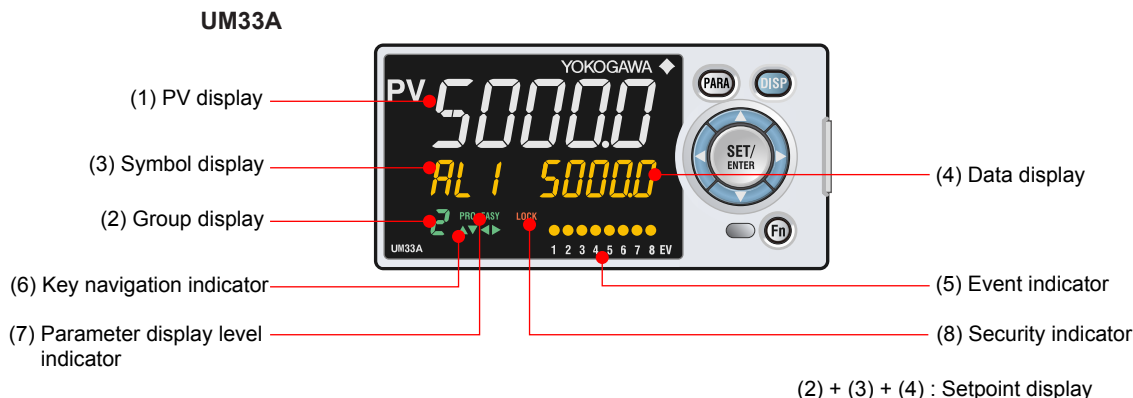 UM33A
YOKOGAWA
PV 5000.0
PARA
DISP
(1) PV display
SET/
ENTER
(3) Symbol display
AL1 5000.0
(4) Data display
(2) Group display
2 PRO EASY LOCK
UM33A
1 2 3 4 5 6 7 8 EV
Fn
(6) Key navigation indicator
(5) Event indicator
(7) Parameter display level
indicator
(8) Security indicator
(2) + (3) + (4) : Setpoint display